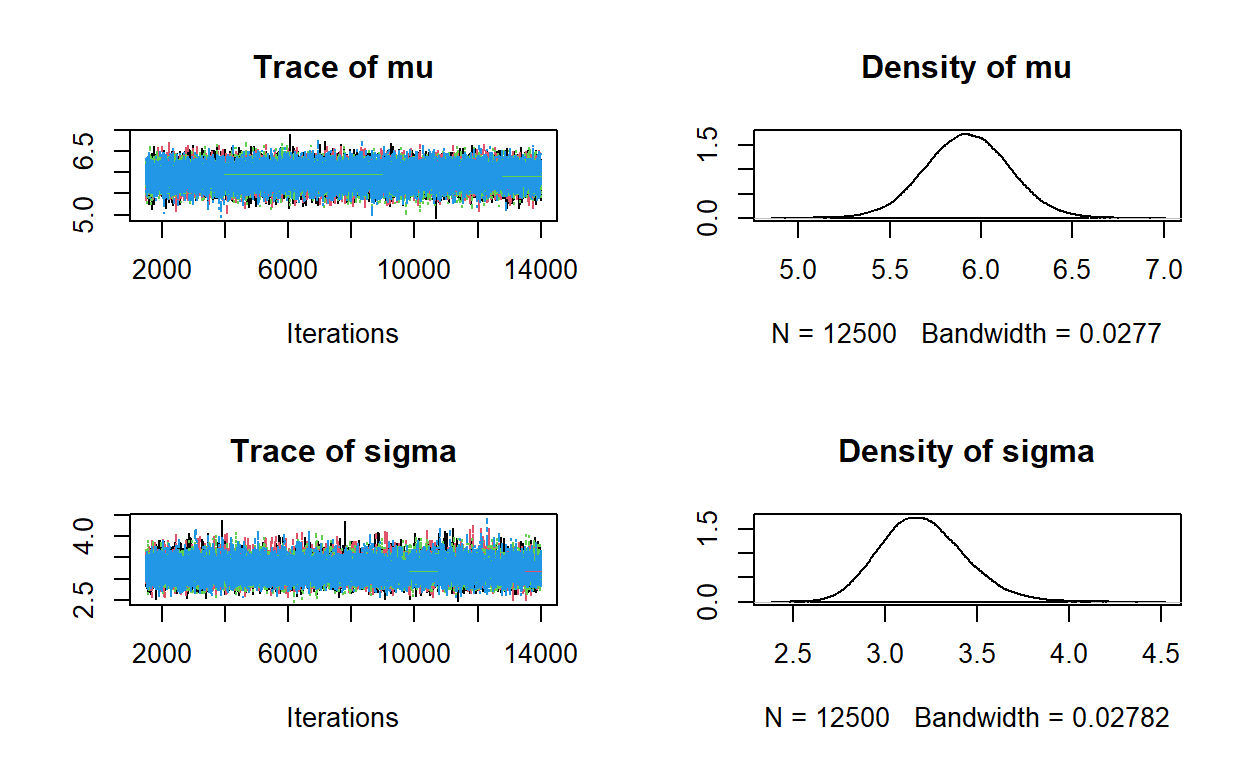 Trace of mu
6.5
5.0
2000 6000 10000 14000
Iterations
Density of mu
1.5
0.0
5.0 5.5 6.0 6.5 7.0
N = 12500 Bandwidth = 0.0277
Trace of sigma
4.0
2.5
2000 6000 10000 14000
Iterations
Density of sigma
1.5
0.0
2.5 3.0 3.5 4.0 4.5
N = 12500 Bandwidth = 0.02782